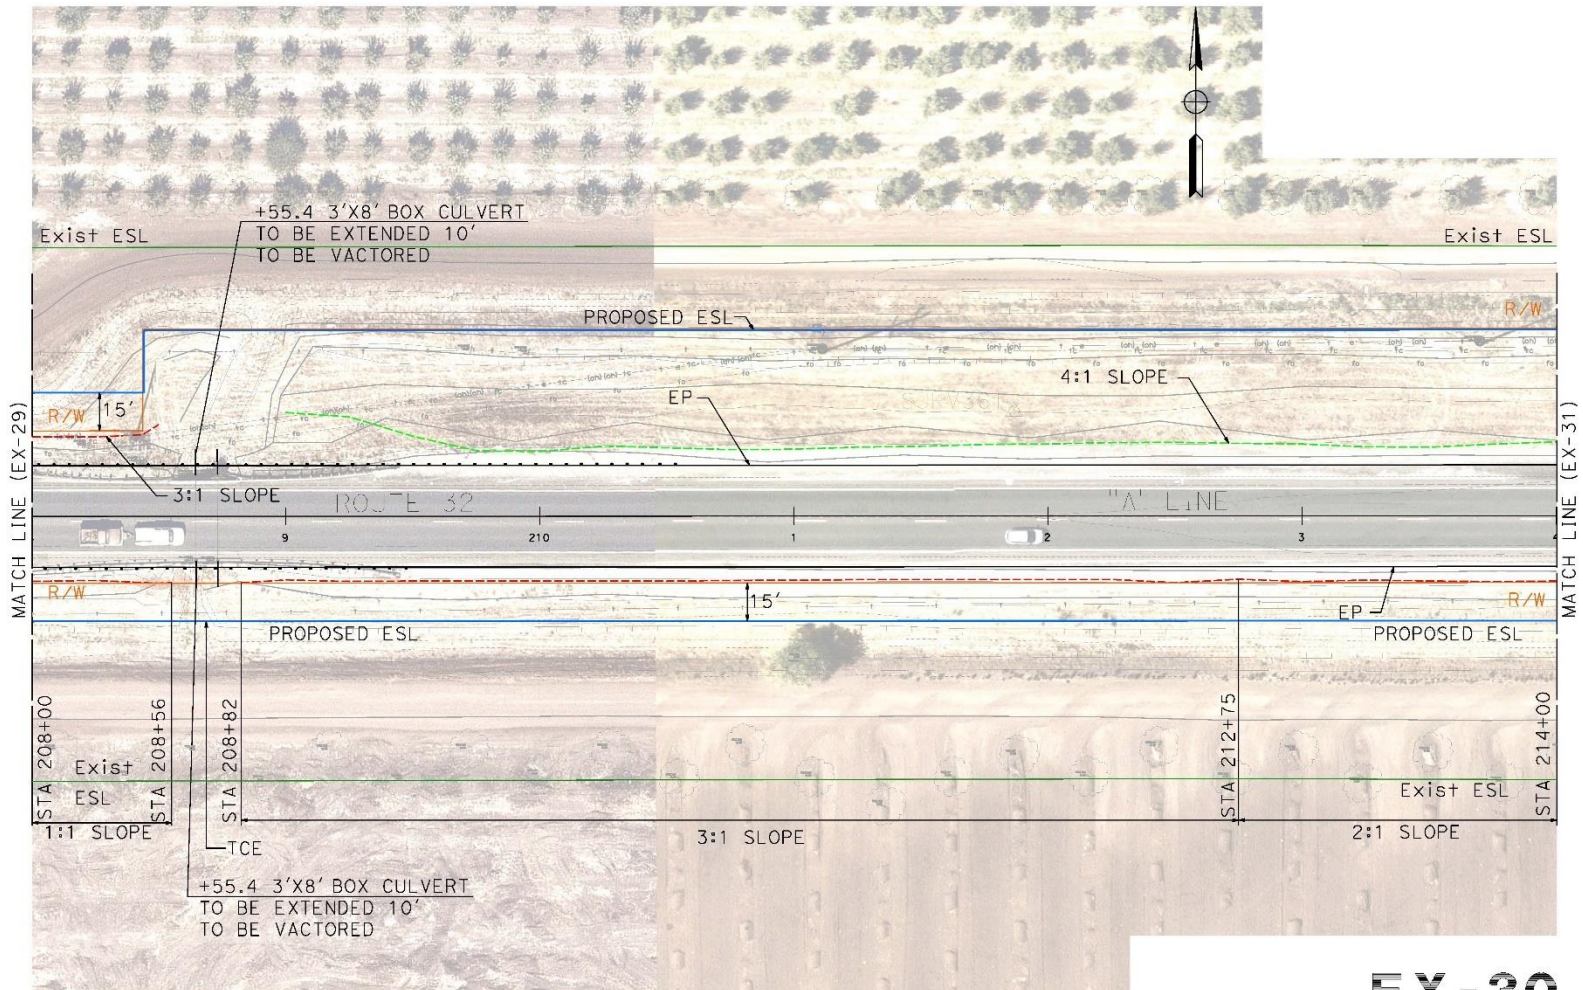 +55.4 3'X8' BOX CULVERT
TO BE EXTENDED 10'
TO BE VACTORED
Exist ESL
Exist ESL
PROPOSED ESL
R/W
4:1 SLOPE
EP
15'
R/W
3:1 SLOPE
ROUTE 32
"A" LINE
9
210
1
2
3
4
MATCH LINE (EX-29)
MATCH LINE (EX-31)
R/W
15'
R/W
EP
PROPOSED ESL
PROPOSED ESL
STA 208+00
STA 208+56
STA 208+82
STA 212+75
STA 214+00
Exist
ESL
Exist ESL
1:1 SLOPE
3:1 SLOPE
2:1 SLOPE
TCE
+55.4 3'X8' BOX CULVERT
TO BE EXTENDED 10'
TO BE VACTORED